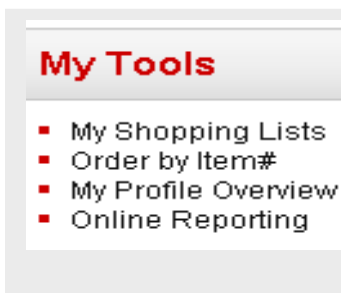 My Tools
My Shopping Lists
Order by Item#
My Profile Overview
Online Reporting